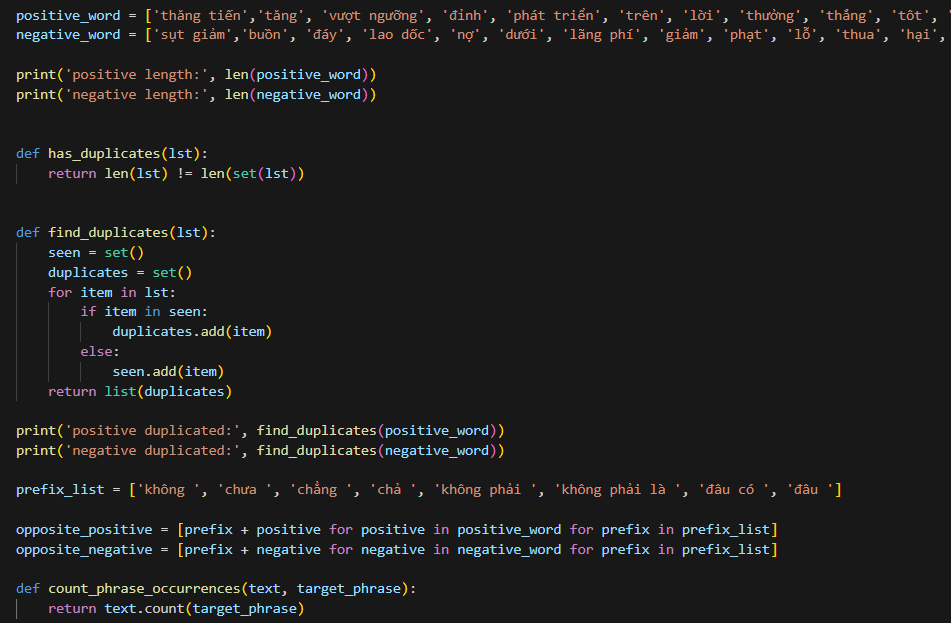 positive_word = ['thăng tiến','tăng', 'vượt ngưỡng', 'đỉnh', 'phát triển', 'trên', 'lời', 'thưởng', 'thắng', 'tôt', '
negative_word = ['sụt giảm','buồn', 'đáy', 'lao dốc', 'nợ', 'dưới', 'lãng phí', 'giảm', 'phạt', 'lỗ', 'thua', 'hại',
print('positive length:', len(positive_word))
print('negative length:', len(negative_word))
def has_duplicates(lst):
    return len(lst) != len(set(lst))
def find_duplicates(lst):
    seen = set()
    duplicates = set()
    for item in lst:
        if item in seen:
            duplicates.add(item)
        else:
            seen.add(item)
    return list(duplicates)
print('positive duplicated:', find_duplicates(positive_word))
print('negative duplicated:', find_duplicates(negative_word))
prefix_list = ['không ', 'chưa ', 'chẳng ', 'chả ', 'không phải ', 'không phải là ', 'đâu có ', 'đâu ']
opposite_positive = [prefix + positive for positive in positive_word for prefix in prefix_list]
opposite_negative = [prefix + negative for negative in negative_word for prefix in prefix_list]
def count_phrase_occurrences(text, target_phrase):
    return text.count(target_phrase)